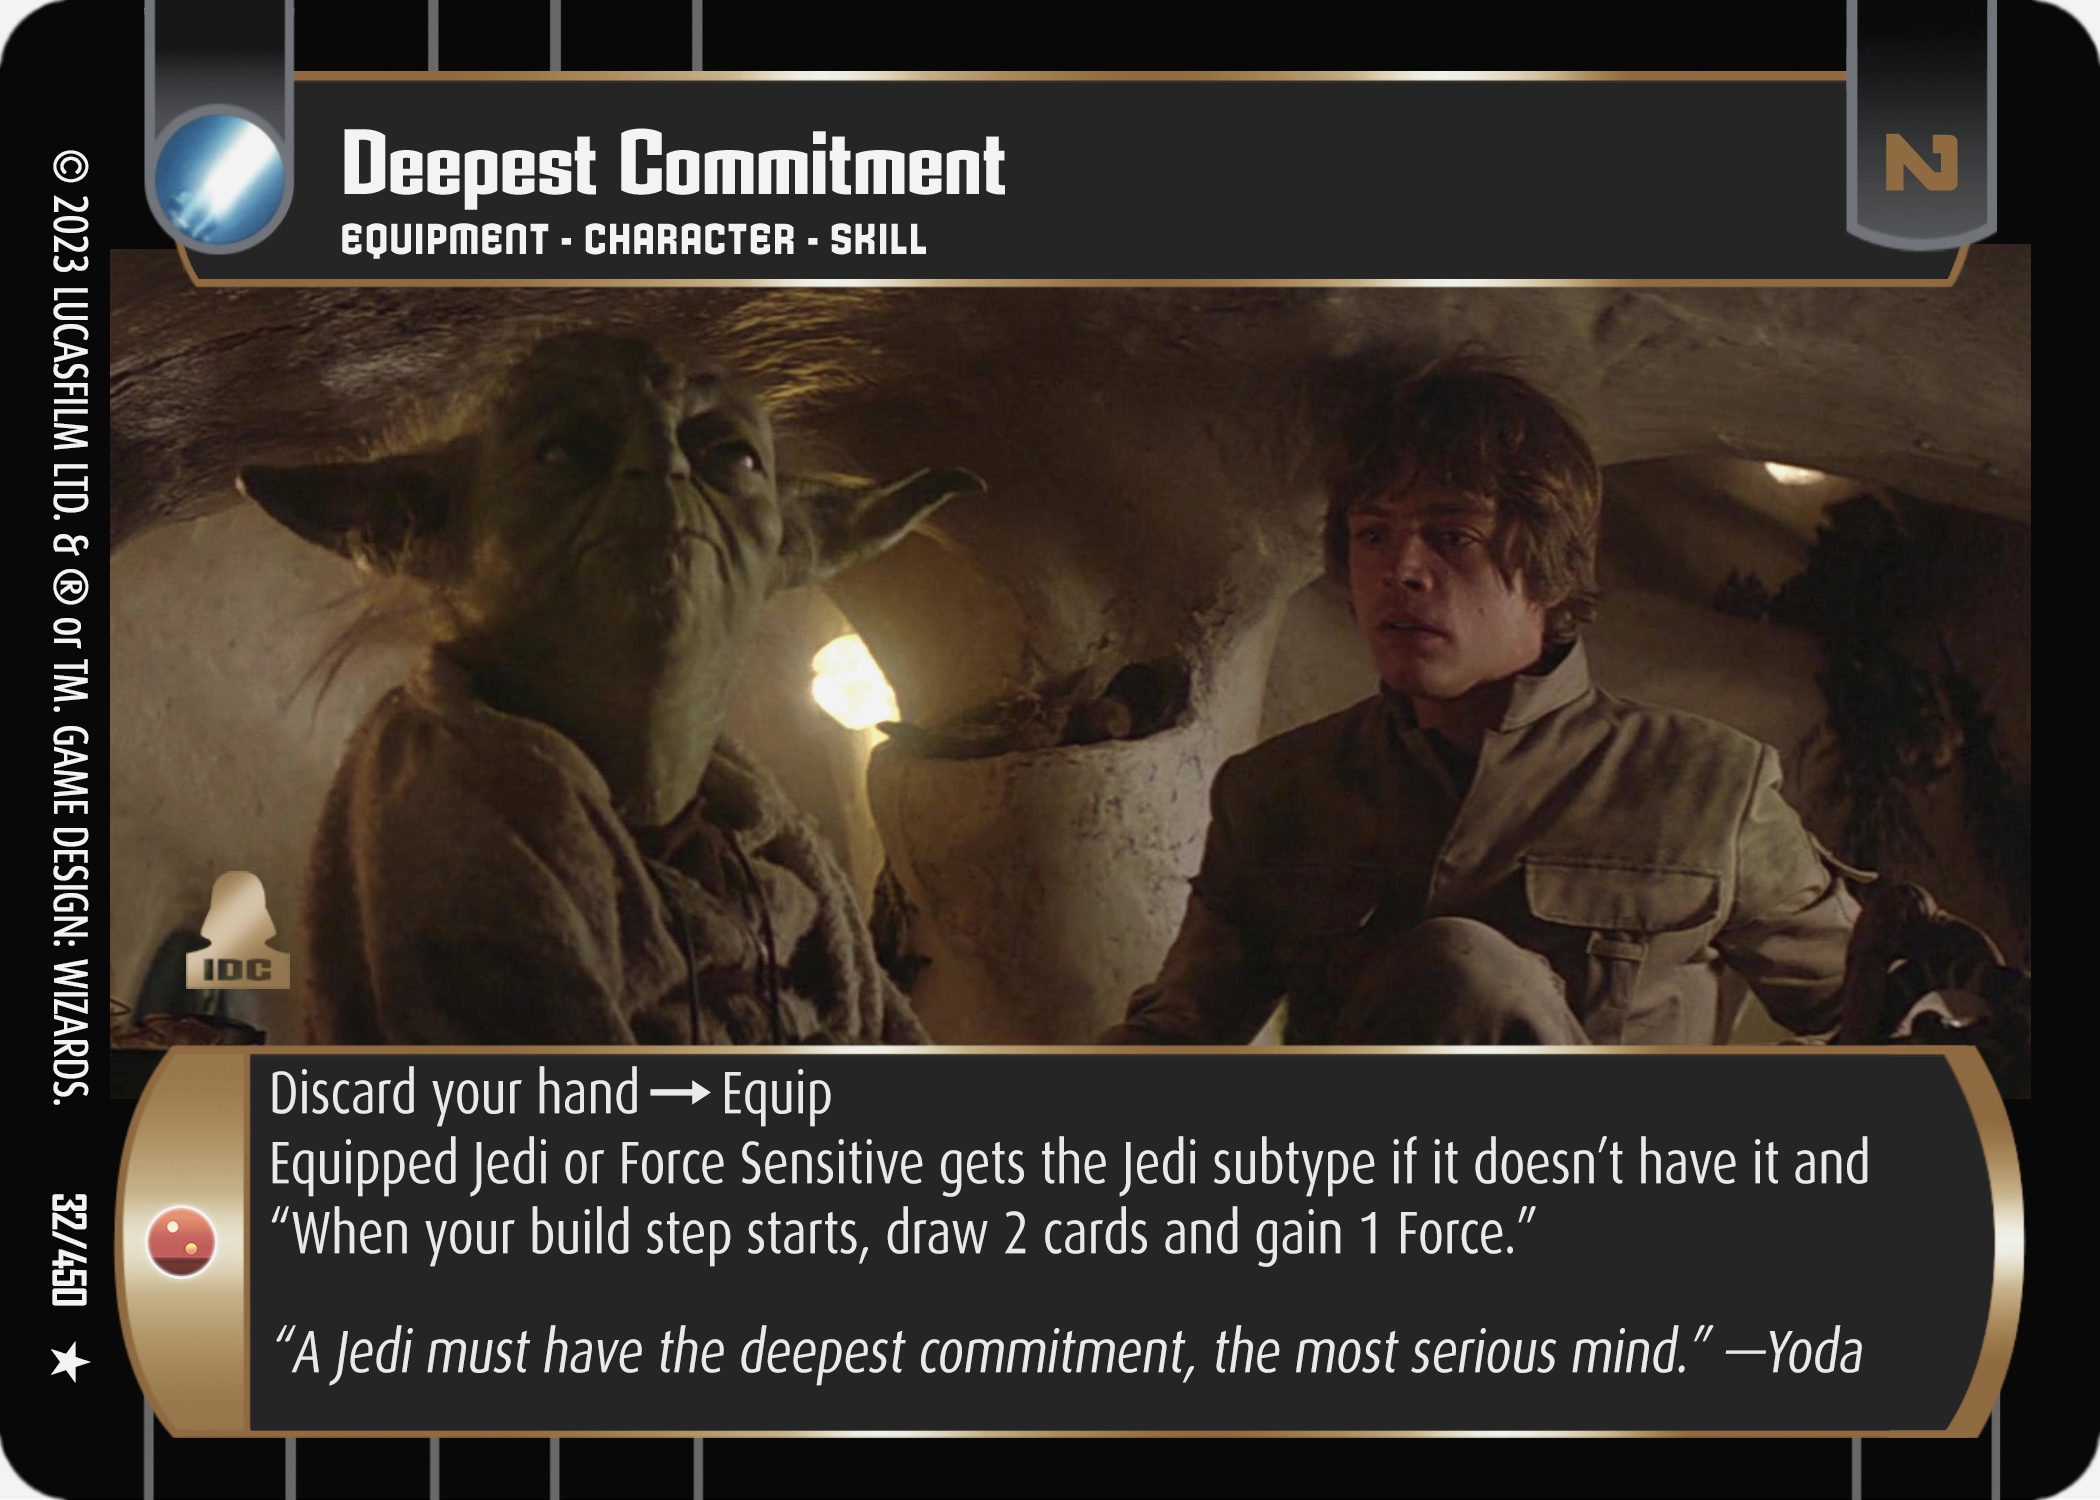 Deepest Commitment
EQUIPMENT - CHARACTER - SKILL
2
IDC
Discard your hand → Equip
Equipped Jedi or Force Sensitive gets the Jedi subtype if it doesn’t have it and
“When your build step starts, draw 2 cards and gain 1 Force.”
“A Jedi must have the deepest commitment, the most serious mind.” —Yoda
© 2023 LUCASFILM LTD. & ® or TM. GAME DESIGN: WIZARDS. 32/450 ★